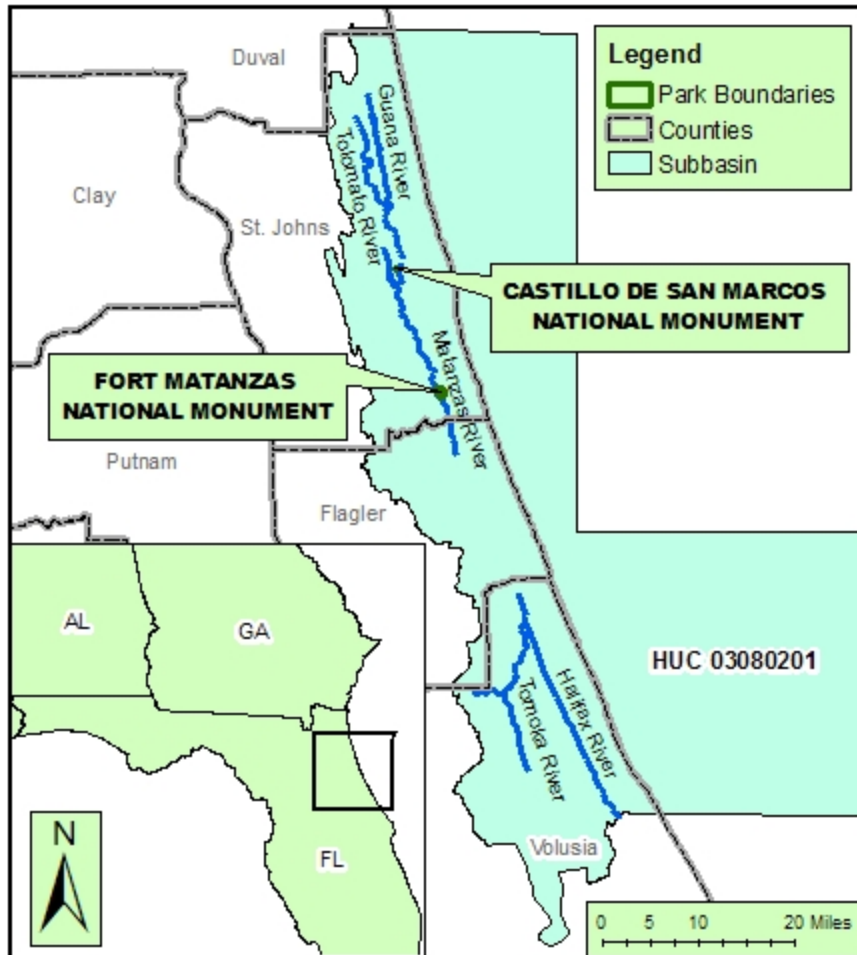 Duval
Legend
Park Boundaries
Counties
Subbasin
Guana River
Tolomato River
Clay
St. Johns
CASTILLO DE SAN MARCOS
NATIONAL MONUMENT
Matanzas River
FORT MATANZAS
NATIONAL MONUMENT
Putnam
Flagler
AL
GA
HUC 03080201
Halifax River
Tomoka River
N
FL
Volusia
0 5 10 20 Miles